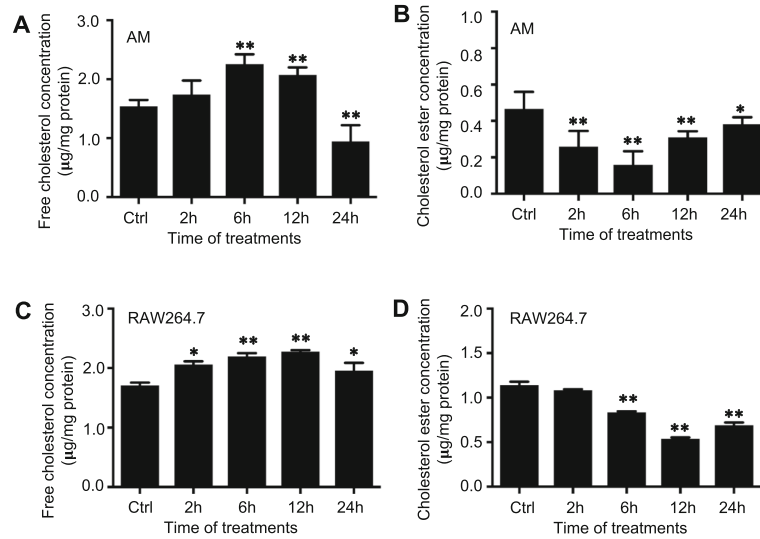 A
AM
Free cholesterol concentration
(µg/mg protein)
3.0
2.0
1.0
0.0
**
**
**
Ctrl 2h 6h 12h 24h
Time of treatments
B
AM
Cholesterol ester concentration
(µg/mg protein)
1.0
0.8
0.6
0.4
0.2
0.0
**
**
**
*
Ctrl 2h 6h 12h 24h
Time of treatments
C
RAW264.7
Free cholesterol concentration
(µg/mg protein)
3.0
2.0
1.0
0.0
*
**
**
*
Ctrl 2h 6h 12h 24h
Time of treatments
D
RAW264.7
Cholesterol ester concentration
(µg/mg protein)
2.0
1.5
1.0
0.5
0.0
**
**
**
Ctrl 2h 6h 12h 24h
Time of treatments